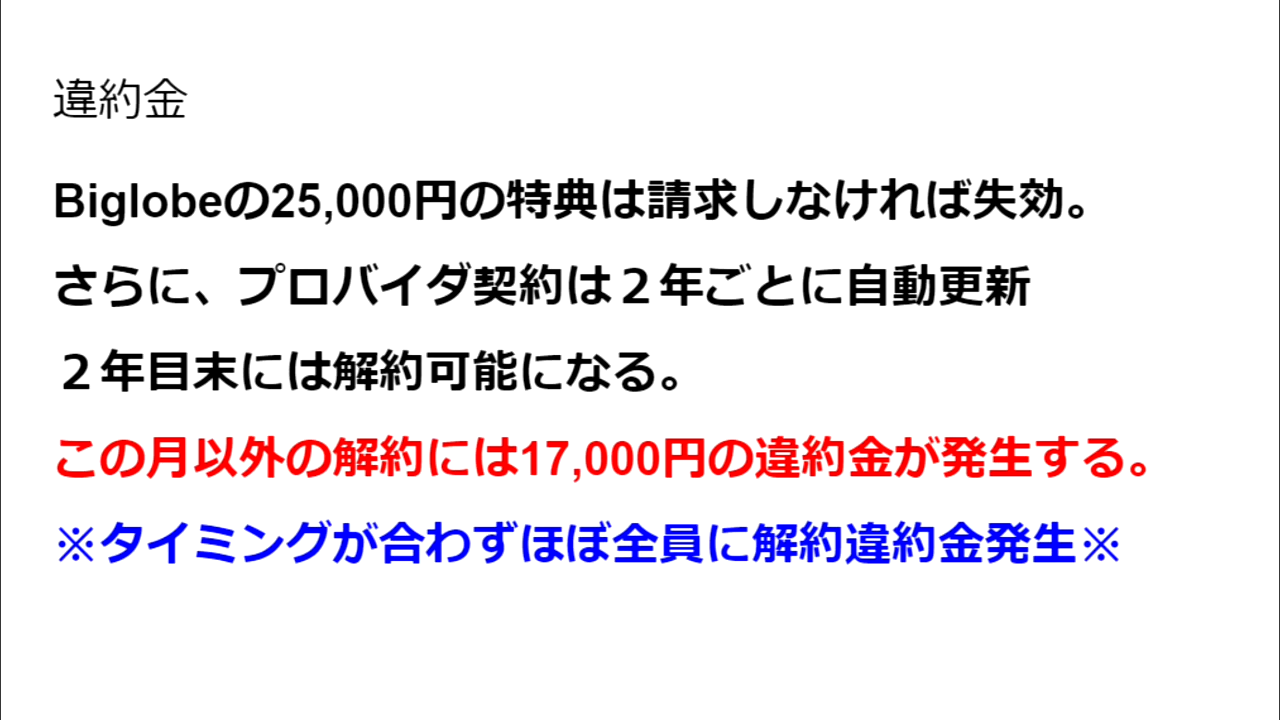 違約金
Biglobeの25,000円の特典は請求しなければ失効。
さらに、プロバイダ契約は２年ごとに自動更新
２年目末には解約可能になる。
この月以外の解約には17,000円の違約金が発生する。
※タイミングが合わずほぼ全員に解約違約金発生※